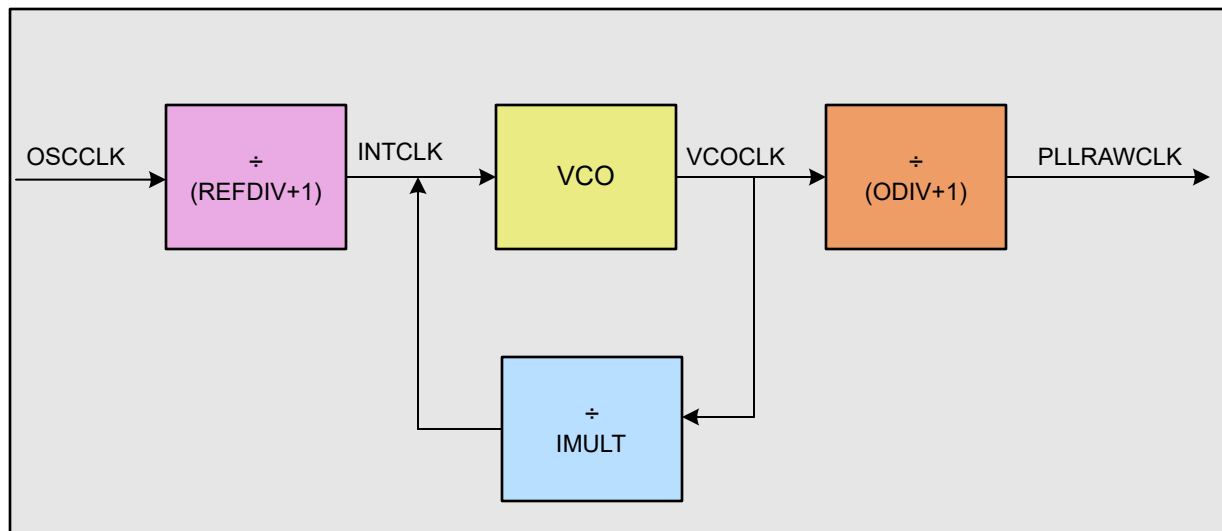 OSCCLK
÷
(REFDIV+1)
INTCLK
VCO
VCOCLK
÷
(ODIV+1)
PLLRAWCLK
÷
IMULT